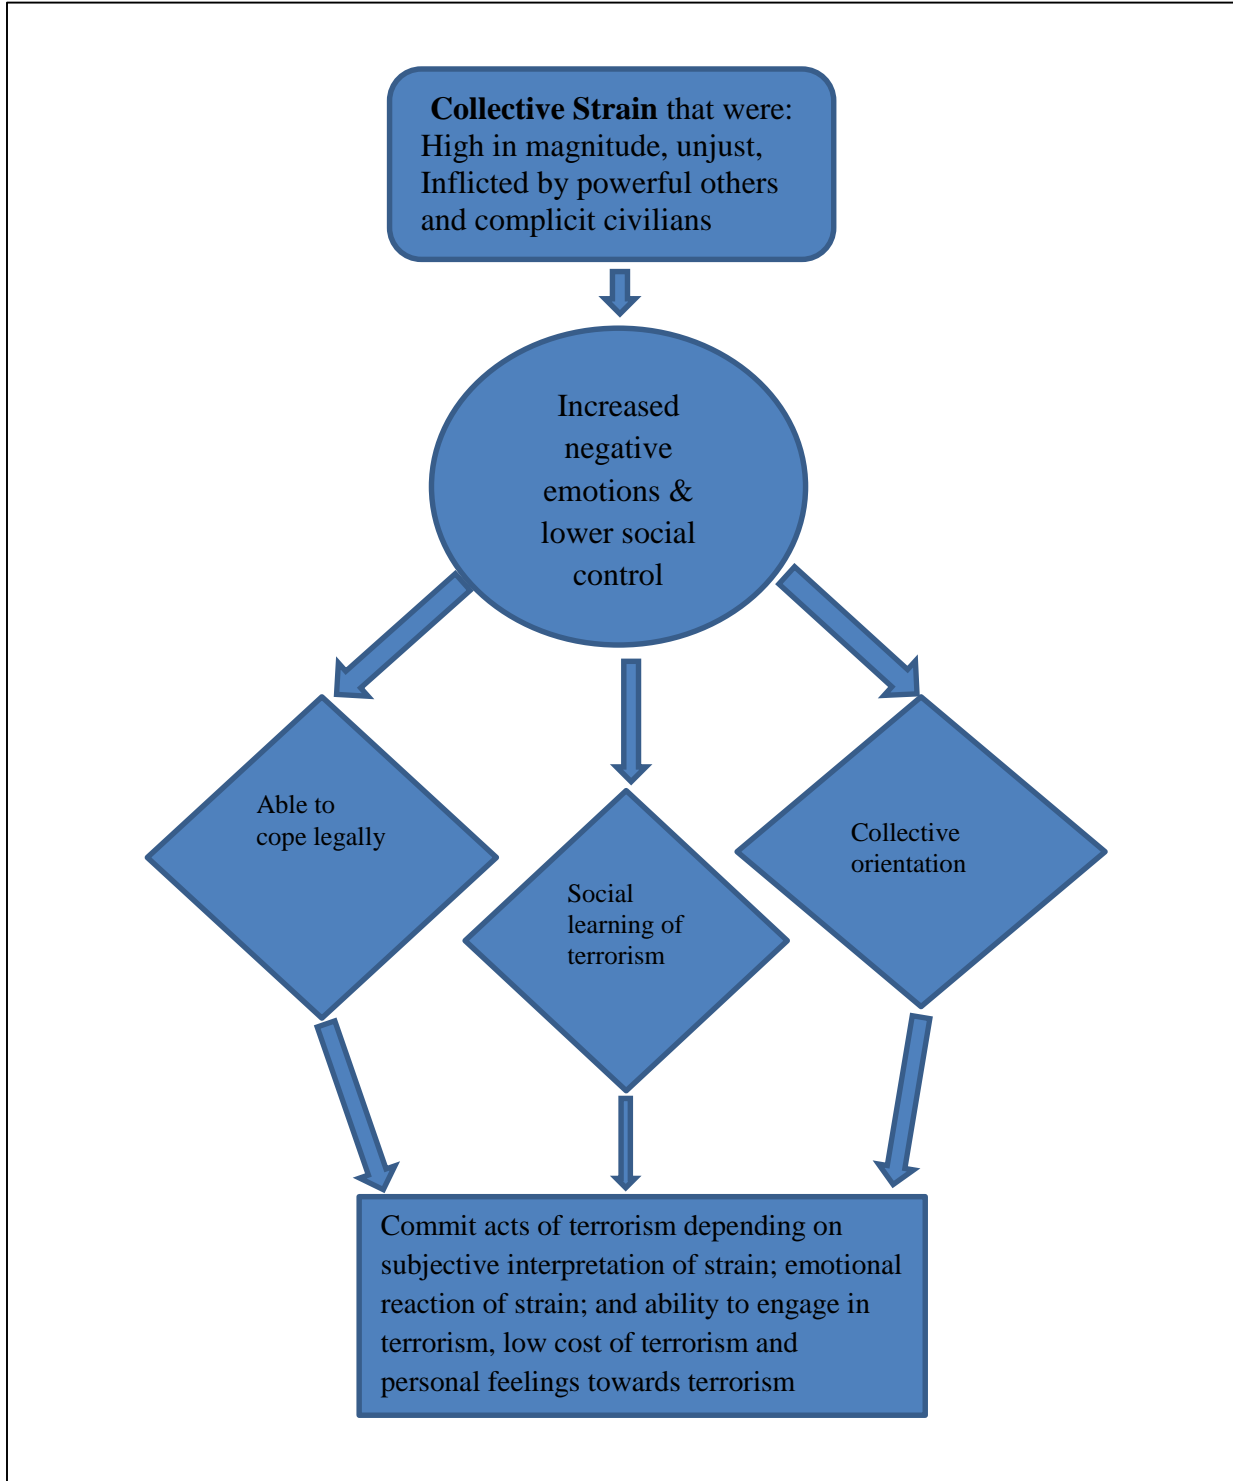 Collective Strain that were:
High in magnitude, unjust,
Inflicted by powerful others
and complicit civilians
Increased
negative
emotions &
lower social
control
Able to
cope legally
Social
learning of
terrorism
Collective
orientation
Commit acts of terrorism depending on
subjective interpretation of strain; emotional
reaction of strain; and ability to engage in
terrorism, low cost of terrorism and
personal feelings towards terrorism